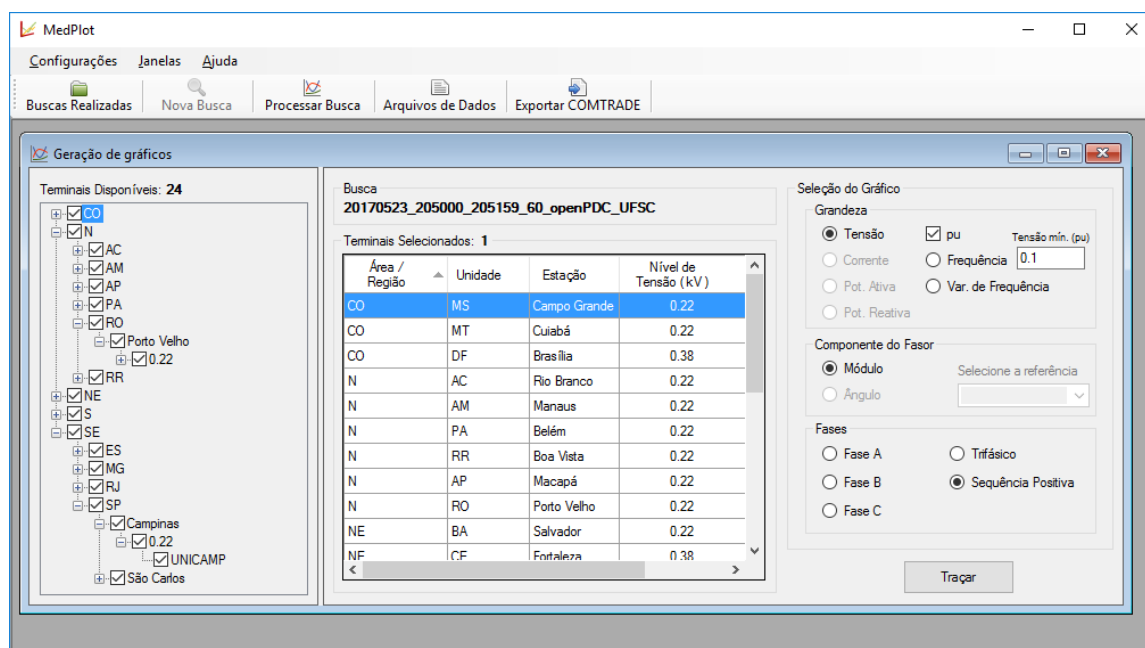 MedPlot
Configurações Janelas Ajuda
Buscas Realizadas Nova Busca Processar Busca Arquivos de Dados Exportar COMTRADE
Geração de gráficos
Terminais Disponíveis: 24
CO
N
AC
AM
AP
PA
RO
Porto Velho
0.22
RR
NE
S
SE
ES
MG
RJ
SP
Campinas
0.22
UNICAMP
São Carlos
Busca
20170523_205000_205159_60_openPDC_UFSC
Terminais Selecionados: 1
Área / Região Unidade Estação Nível de Tensão (kV)
CO MS Campo Grande 0.22
CO MT Cuiabá 0.22
CO DF Brasília 0.38
N AC Rio Branco 0.22
N AM Manaus 0.22
N PA Belém 0.22
N RR Boa Vista 0.22
N AP Macapá 0.22
N RO Porto Velho 0.22
NE BA Salvador 0.22
NE CE Fortaleza 0.38
Seleção do Gráfico
Grandeza
Tensão pu Tensão mín. (pu)
Corrente Frequência 0.1
Pot. Ativa Var. de Frequência
Pot. Reativa
Componente do Fasor
Módulo Selecione a referência
Ângulo
Fases
Fase A Trifásico
Fase B Sequência Positiva
Fase C
Traçar